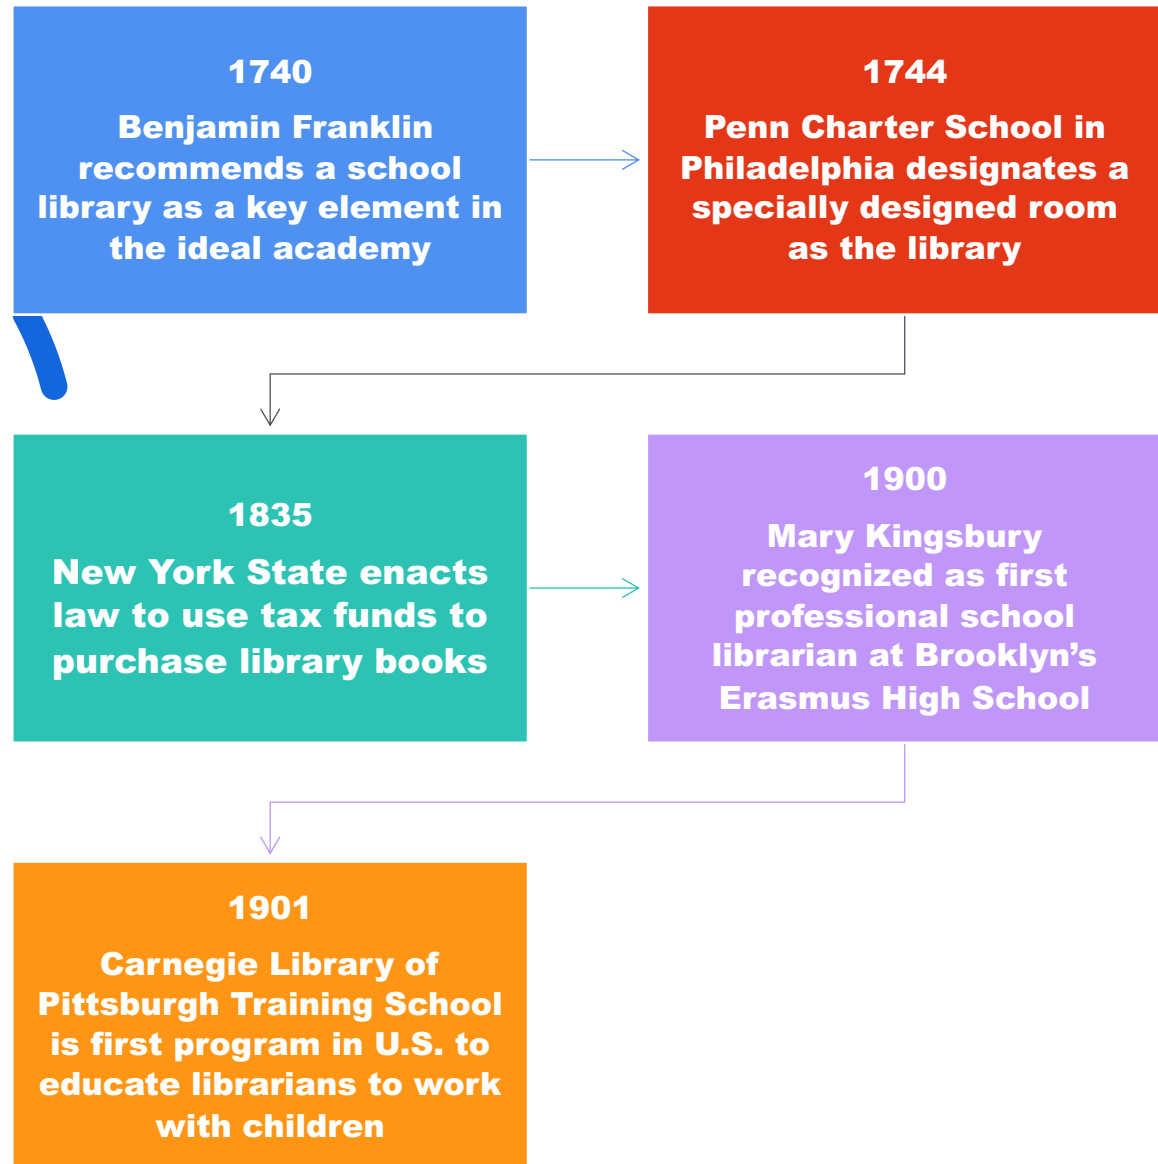 1740
Benjamin Franklin
recommends a school
library as a key element in
the ideal academy
1744
Penn Charter School in
Philadelphia designates a
specially designed room
as the library
1835
New York State enacts
law to use tax funds to
purchase library books
1900
Mary Kingsbury
recognized as first
professional school
librarian at Brooklyn’s
Erasmus High School
1901
Carnegie Library of
Pittsburgh Training School
is first program in U.S. to
educate librarians to work
with children